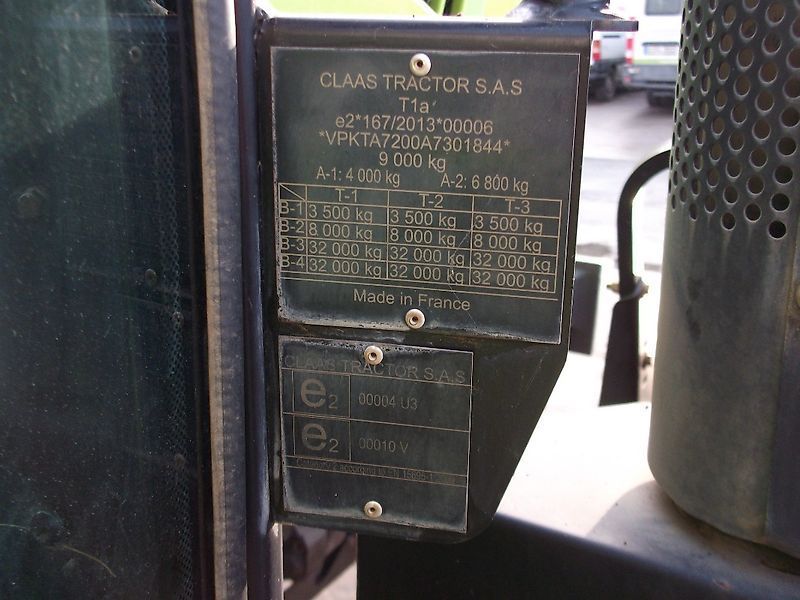 CLAAS TRACTOR S.A.S
T1a
e2*167/2013*00006
*VPKTA7200A7301844*
9 000 kg
A-1: 4 000 kg A-2: 6 800 kg
T-1 T-2 T-3
B-1 3 500 kg 3 500 kg 3 500 kg
B-2 8 000 kg 8 000 kg 8 000 kg
B-3 32 000 kg 32 000 kg 32 000 kg
B-4 32 000 kg 32 000 kg 32 000 kg
Made in France
CLAAS TRACTOR S.A.S
e2 00004 U3
e2 00010 V